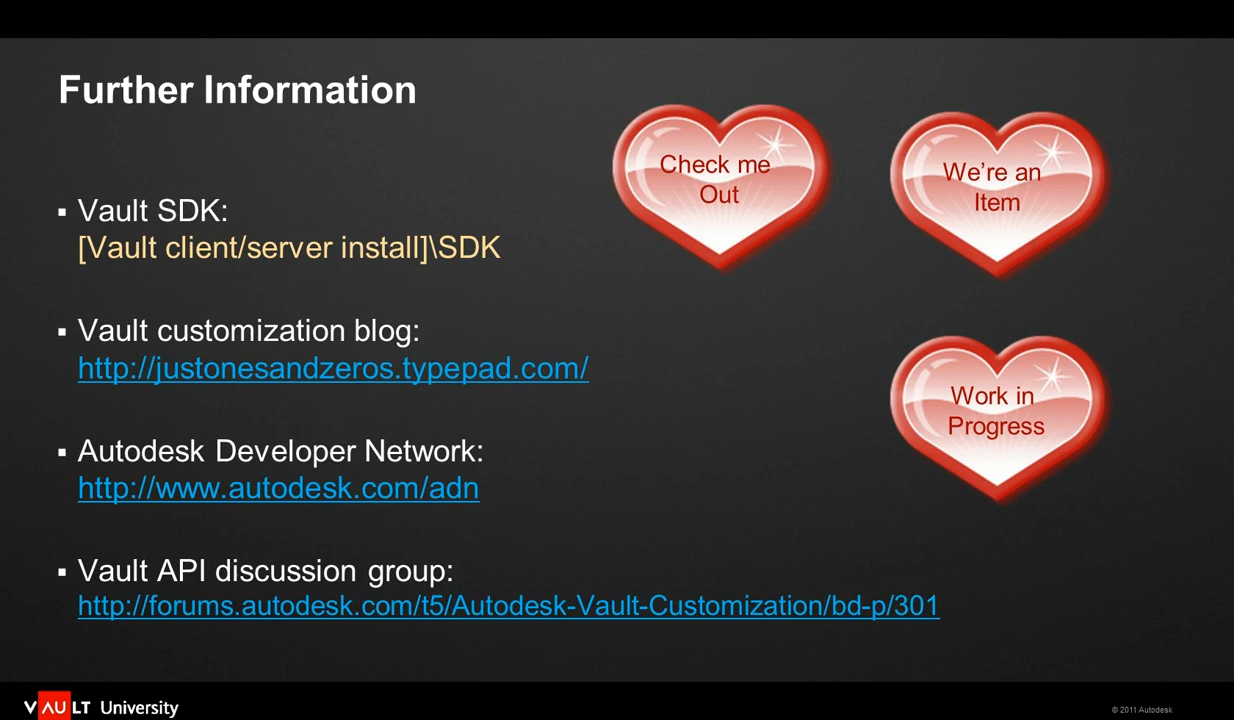 Further Information
Check me
Out
We're an
Item
▪ Vault SDK:
[Vault client/server install]\SDK
▪ Vault customization blog:
http://justonesandzeros.typepad.com/
Work in
Progress
▪ Autodesk Developer Network:
http://www.autodesk.com/adn
▪ Vault API discussion group:
http://forums.autodesk.com/t5/Autodesk-Vault-Customization/bd-p/301
VAULT University
© 2011 Autodesk